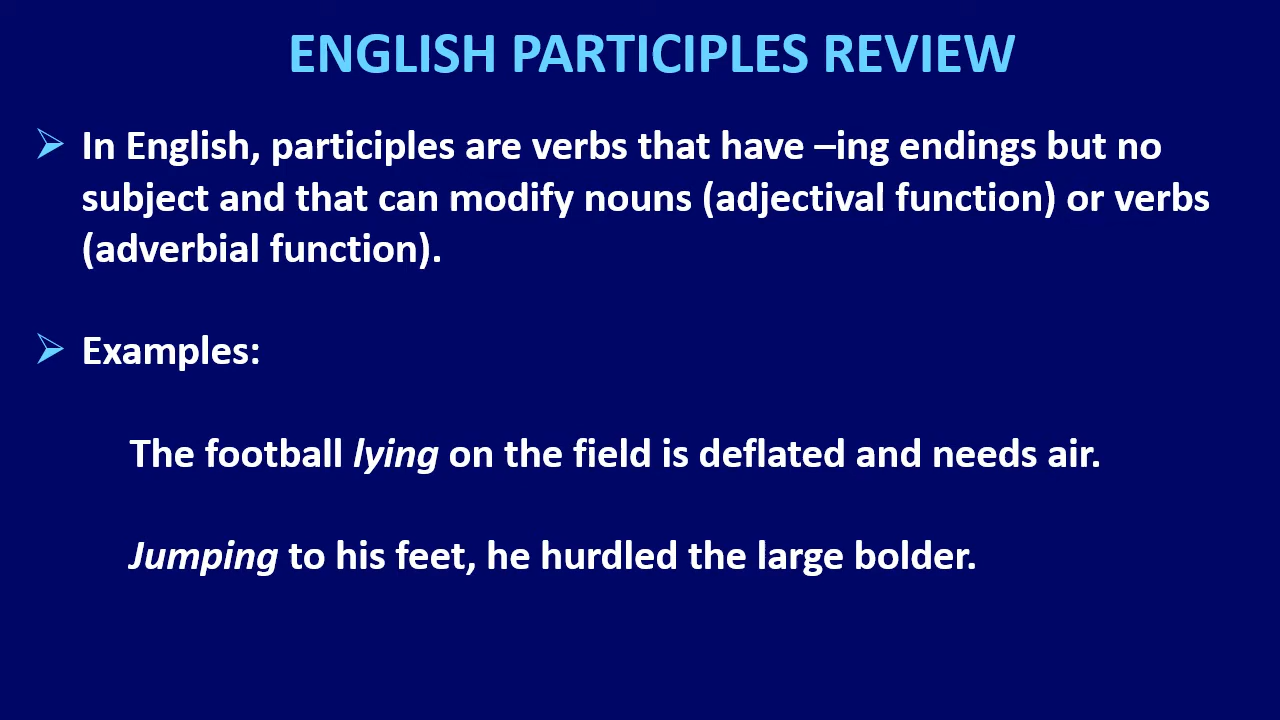 ENGLISH PARTICIPLES REVIEW
In English, participles are verbs that have –ing endings but no
subject and that can modify nouns (adjectival function) or verbs
(adverbial function).
Examples:
The football lying on the field is deflated and needs air.
Jumping to his feet, he hurdled the large bolder.